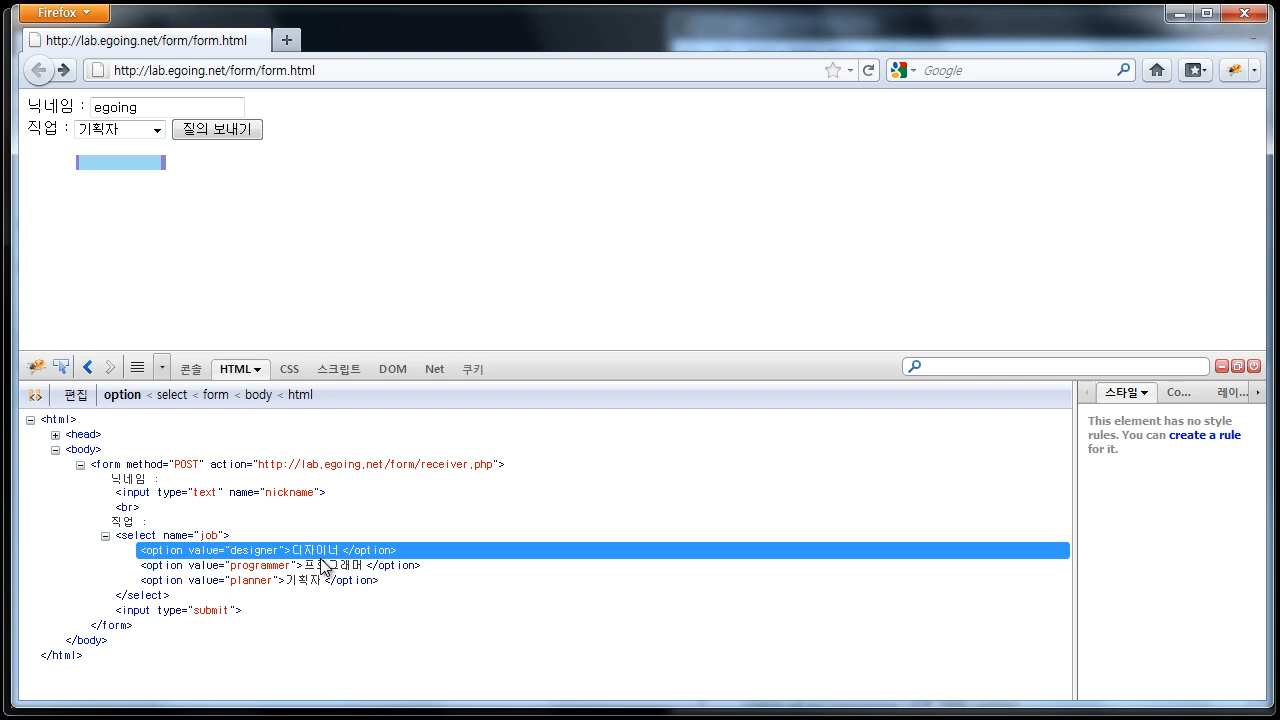 Firefox
http://lab.egoing.net/form/form.html
http://lab.egoing.net/form/form.html
Google
닉네임 : egoing
직업 : 기획자 질의 보내기
콘솔 HTML CSS 스크립트 DOM Net 쿠키
편집 option < select < form < body < html
스타일 Co... 레이...
<html>
<head>
<body>
<form method="POST" action="http://lab.egoing.net/form/receiver.php">
닉네임 :
<input type="text" name="nickname">
<br>
직업 :
<select name="job">
<option value="designer">디자이너 </option>
<option value="programmer">프로그래머 </option>
<option value="planner">기획자 </option>
</select>
<input type="submit">
</form>
</body>
</html>
This element has no style
rules. You can create a rule
for it.